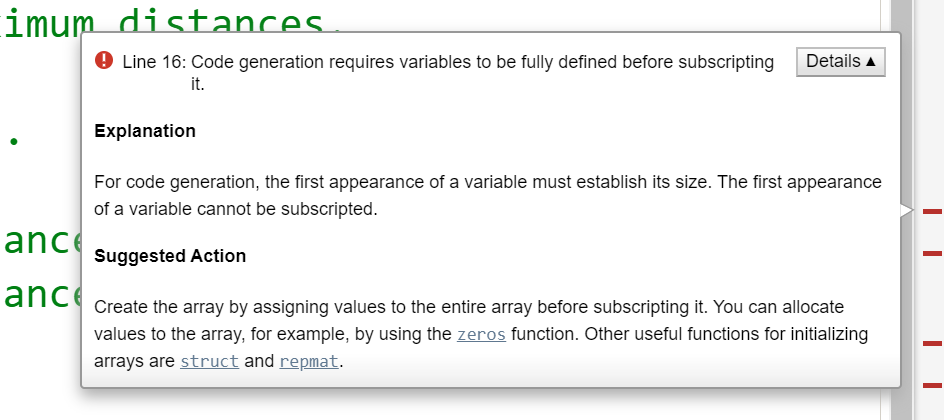 ximum distances.
Line 16: Code generation requires variables to be fully defined before subscripting
it.
Details ▲
Explanation
.
For code generation, the first appearance of a variable must establish its size. The first appearance
of a variable cannot be subscripted.
ance
Suggested Action
ance
Create the array by assigning values to the entire array before subscripting it. You can allocate
values to the array, for example, by using the zeros function. Other useful functions for initializing
arrays are struct and repmat.